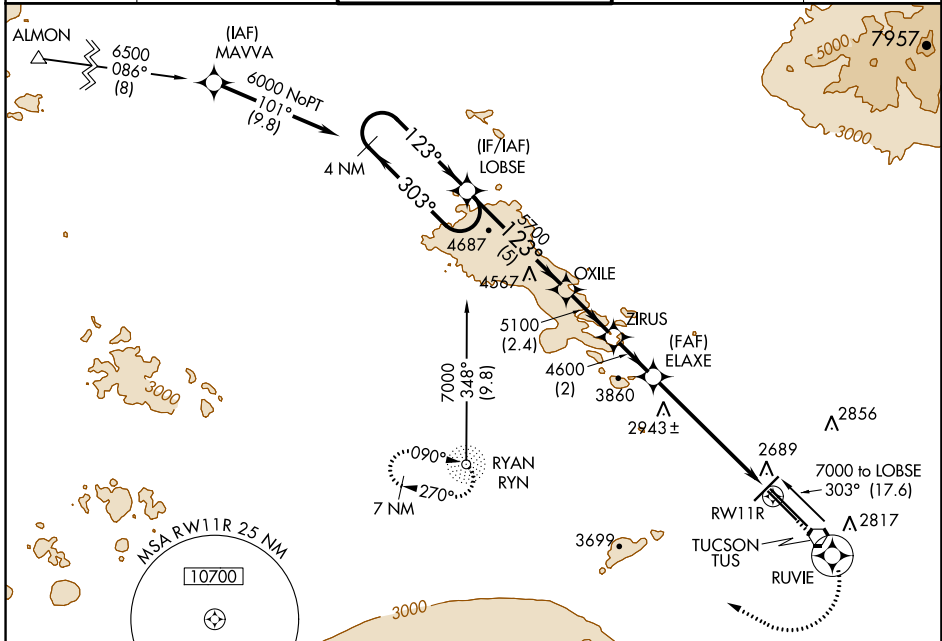 ALMON
6500
086°
(8)
(IAF)
MAVVA
6000 NoPT
101°
(9.8)
4 NM
123°
303°
(IF/IAF)
LOBSE
4687
5700
123°
(5)
4567
OXILE
5100
(2.4)
ZIRUS
4600
(2)
(FAF)
ELAXE
3860
2943±
7957
5000
3000
3000
7000
348°
(9.8)
090°
270°
7 NM
RYAN
RYN
2856
2689
7000 to LOBSE
303° (17.6)
RW11R
2817
TUCSON
TUS
RUVIE
3699
MSA RW11R 25 NM
10700
3000